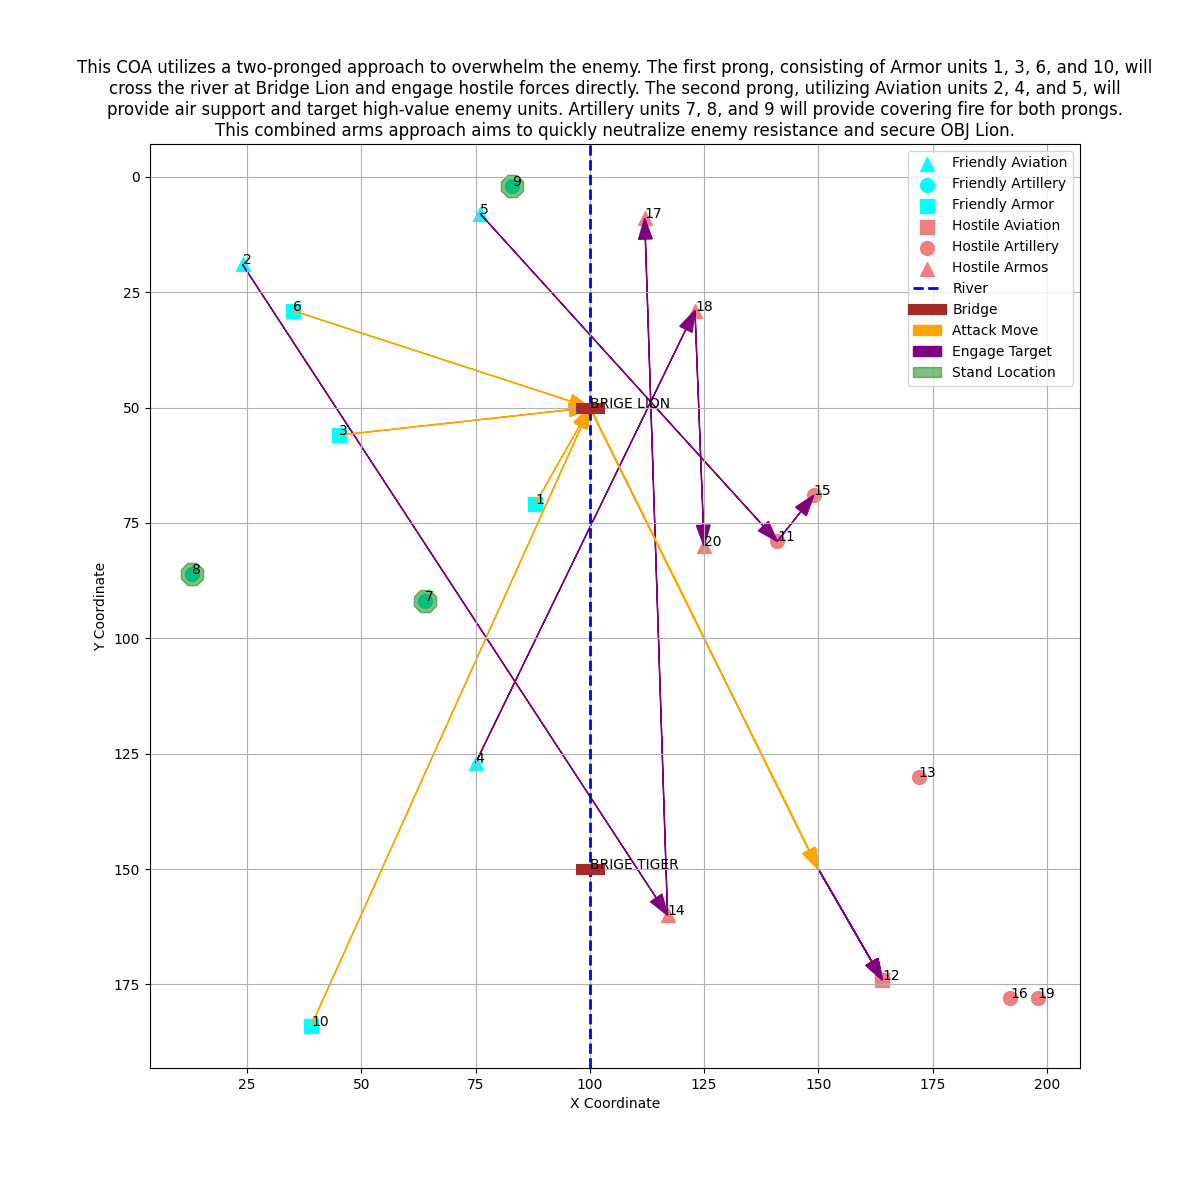 This COA utilizes a two-pronged approach to overwhelm the enemy. The first prong, consisting of Armor units 1, 3, 6, and 10, will
cross the river at Bridge Lion and engage hostile forces directly. The second prong, utilizing Aviation units 2, 4, and 5, will
provide air support and target high-value enemy units. Artillery units 7, 8, and 9 will provide covering fire for both prongs.
This combined arms approach aims to quickly neutralize enemy resistance and secure OBJ Lion.
Friendly Aviation
Friendly Artillery
Friendly Armor
Hostile Aviation
Hostile Artillery
Hostile Armos
River
Bridge
Attack Move
Engage Target
Stand Location
9
5
17
2
6
18
BRIGE LION
3
15
1
11
20
8
7
4
13
BRIGE TIGER
14
12
16
19
10
0
25
50
75
100
125
150
175
Y Coordinate
25
50
75
100
125
150
175
200
X Coordinate